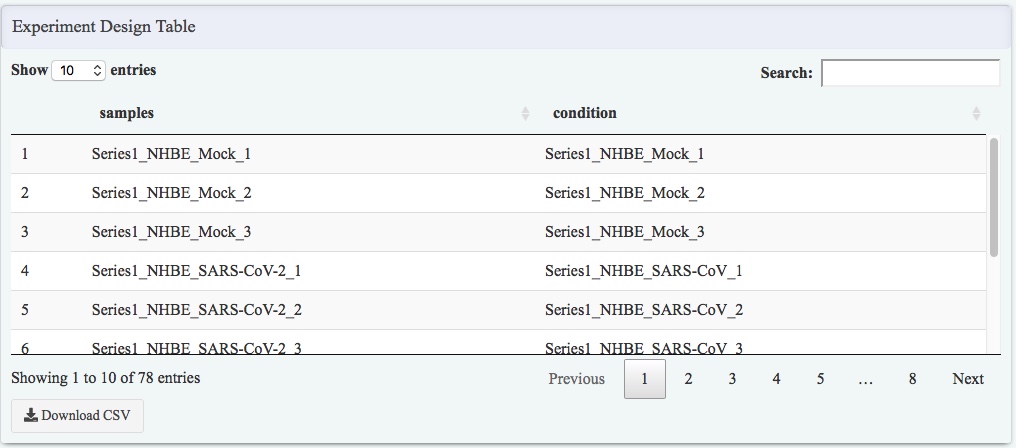 Experiment Design Table
Show 10 entries Search:
samples condition
1 Series1_NHBE_Mock_1 Series1_NHBE_Mock_1
2 Series1_NHBE_Mock_2 Series1_NHBE_Mock_2
3 Series1_NHBE_Mock_3 Series1_NHBE_Mock_3
4 Series1_NHBE_SARS-CoV-2_1 Series1_NHBE_SARS-CoV_1
5 Series1_NHBE_SARS-CoV-2_2 Series1_NHBE_SARS-CoV_2
6 Series1_NHBE_SARS-CoV-2_3 Series1_NHBE_SARS-CoV_3
Showing 1 to 10 of 78 entries Previous 1 2 3 4 5 … 8 Next
Download CSV